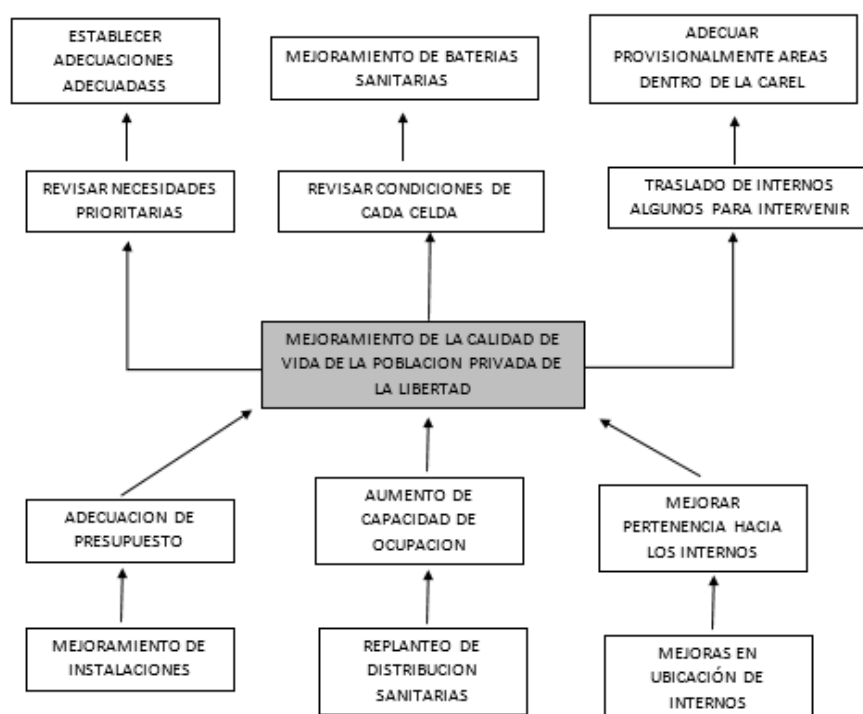 ESTABLECER
ADECUACIONES
ADECUADASS
MEJORAMIENTO DE BATERIAS
SANITARIAS
ADECUAR
PROVISIONALMENTE AREAS
DENTRO DE LA CAREL
REVISAR NECESIDADES
PRIORITARIAS
REVISAR CONDICIONES DE
CADA CELDA
TRASLADO DE INTERNOS
ALGUNOS PARA INTERVENIR
MEJORAMIENTO DE LA CALIDAD DE
VIDA DE LA POBLACION PRIVADA DE
LA LIBERTAD
ADECUACION DE
PRESUPUESTO
AUMENTO DE
CAPACIDAD DE
OCUPACION
MEJORAR
PERTENENCIA HACIA
LOS INTERNOS
MEJORAMIENTO DE
INSTALACIONES
REPLANTEO DE
DISTRIBUCION
SANITARIAS
MEJORAS EN
UBICACIÓN DE
INTERNOS